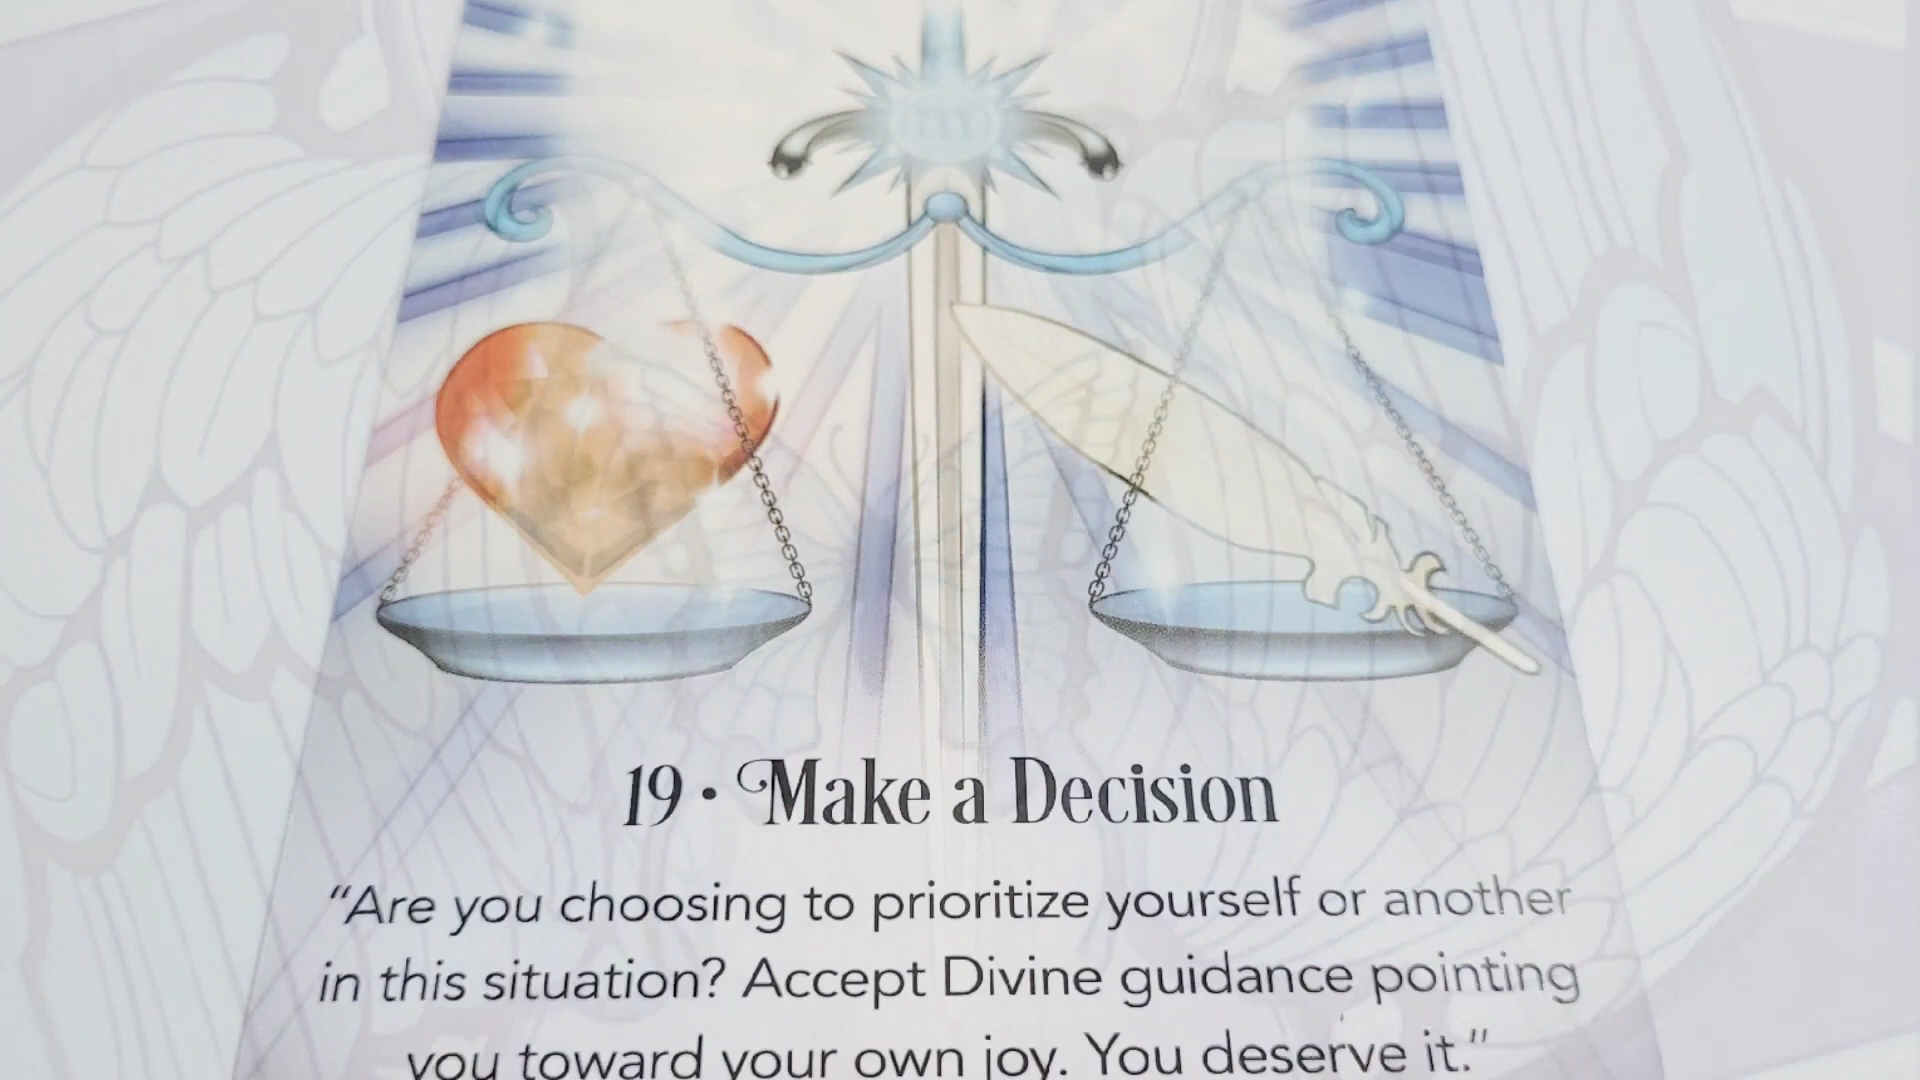 19 • Make a Decision
“Are you choosing to prioritize yourself or another
in this situation? Accept Divine guidance pointing
you toward your own joy. You deserve it.”